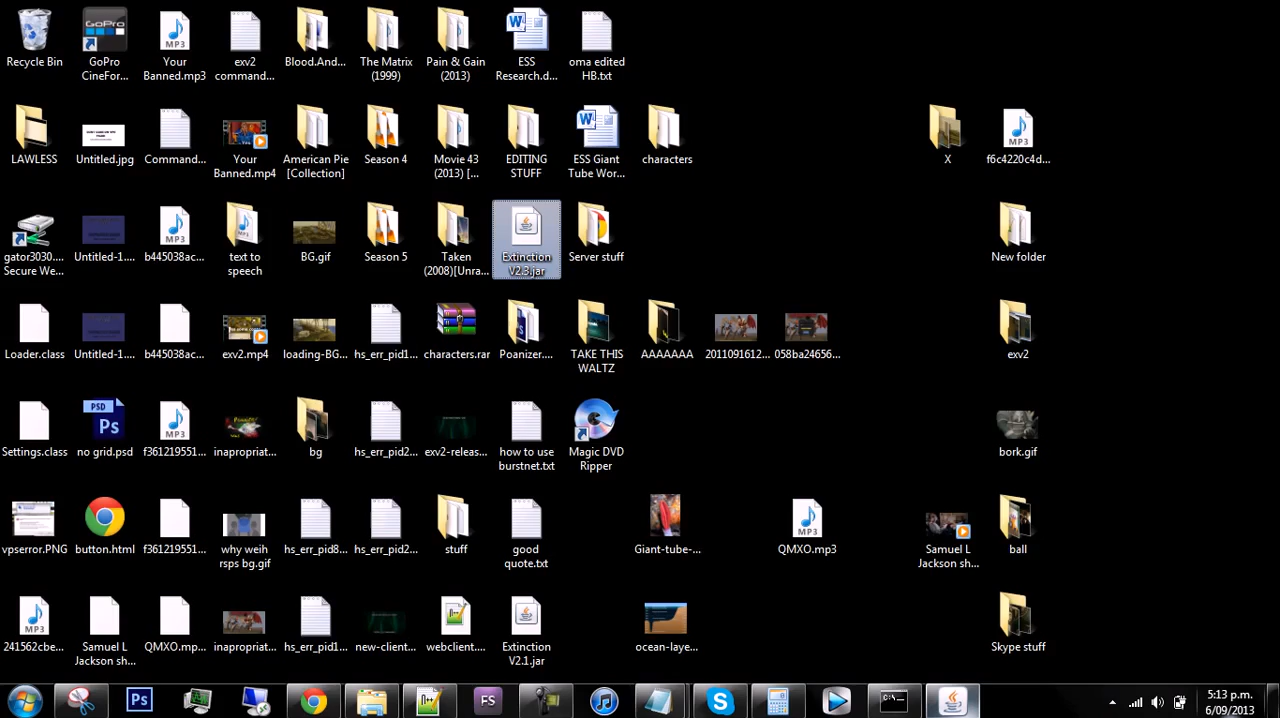 Recycle Bin
GoPro
CineFor...
Your
Banned.mp3
exv2
command...
Blood.And...
The Matrix
(1999)
Pain & Gain
(2013)
ESS
Research.d...
oma edited
HB.txt
LAWLESS
Untitled.jpg
Command...
Your
Banned.mp4
American Pie
[Collection]
Season 4
Movie 43
(2013) [...
EDITING
STUFF
ESS Giant
Tube Wor...
characters
X
f6c4220c4d...
gator3030....
Secure We...
Untitled-1....
b445038ac...
text to
speech
BG.gif
Season 5
Taken
(2008)[Unra...
Extinction
V2.3.jar
Server stuff
New folder
Loader.class
Untitled-1....
b445038ac...
exv2.mp4
loading-BG...
hs_err_pid1...
characters.rar
Poanizer....
TAKE THIS
WALTZ
AAAAAAA
2011091612...
058ba24656...
exv2
Settings.class
no grid.psd
f361219551...
inapropriat...
bg
hs_err_pid2...
exv2-releas...
how to use
burstnet.txt
Magic DVD
Ripper
bork.gif
vpserror.PNG
button.html
f361219551...
why weih
rsps bg.gif
hs_err_pid8...
hs_err_pid2...
stuff
good
quote.txt
Giant-tube-...
QMXO.mp3
Samuel L
Jackson sh...
ball
241562cbe...
Samuel L
Jackson sh...
QMXO.mp...
inapropriat...
hs_err_pid1...
new-client...
webclient....
Extinction
V2.1.jar
ocean-laye...
Skype stuff
5:13 p.m.
6/09/2013